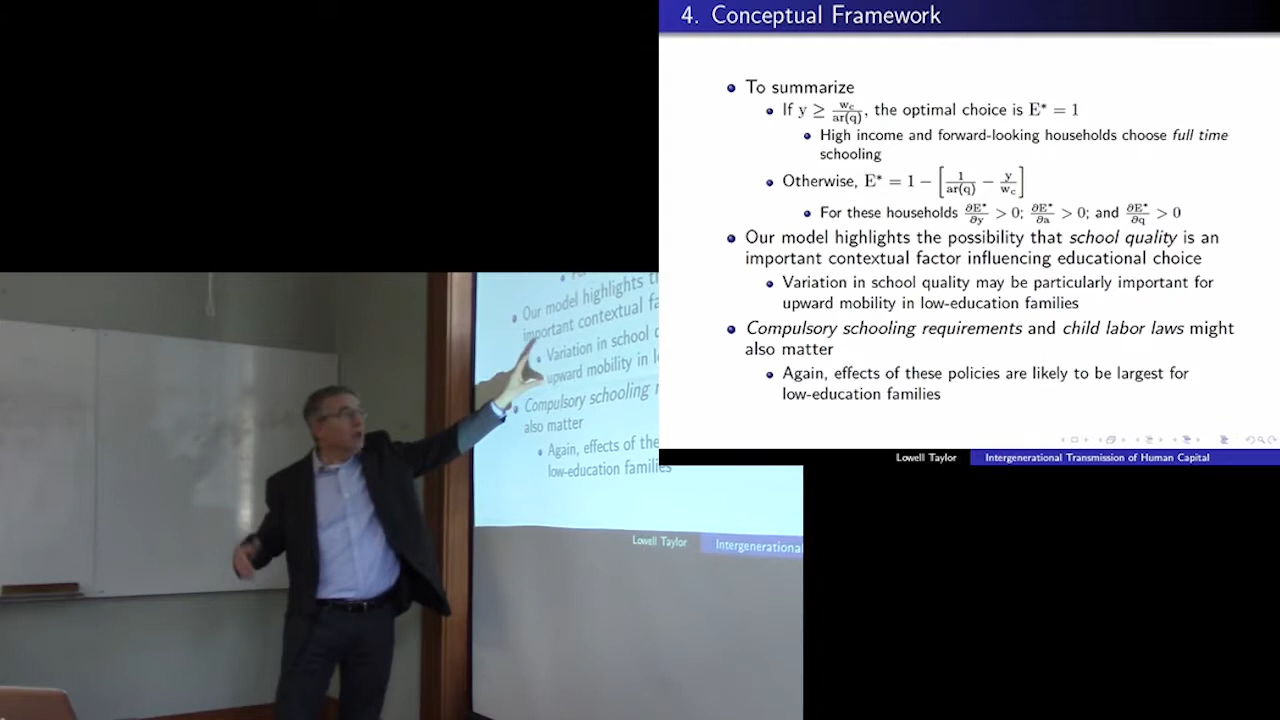 4. Conceptual Framework
To summarize
If y ≥ w_c/ar(q), the optimal choice is E* = 1
High income and forward-looking households choose full time
schooling
Otherwise, E* = 1 − [1/ar(q) − y/w_c]
For these households ∂E*/∂y > 0; ∂E*/∂a > 0; and ∂E*/∂q > 0
Our model highlights the possibility that school quality is an
important contextual factor influencing educational choice
Variation in school quality may be particularly important for
upward mobility in low-education families
Compulsory schooling requirements and child labor laws might
also matter
Again, effects of these policies are likely to be largest for
low-education families
Lowell Taylor Intergenerational Transmission of Human Capital
Our model highlights t
important contextual fa
Variation in school
upward mobility in l
Compulsory schooling
also matter
Again, effects of the
low-education families
Lowell Taylor Intergenerational